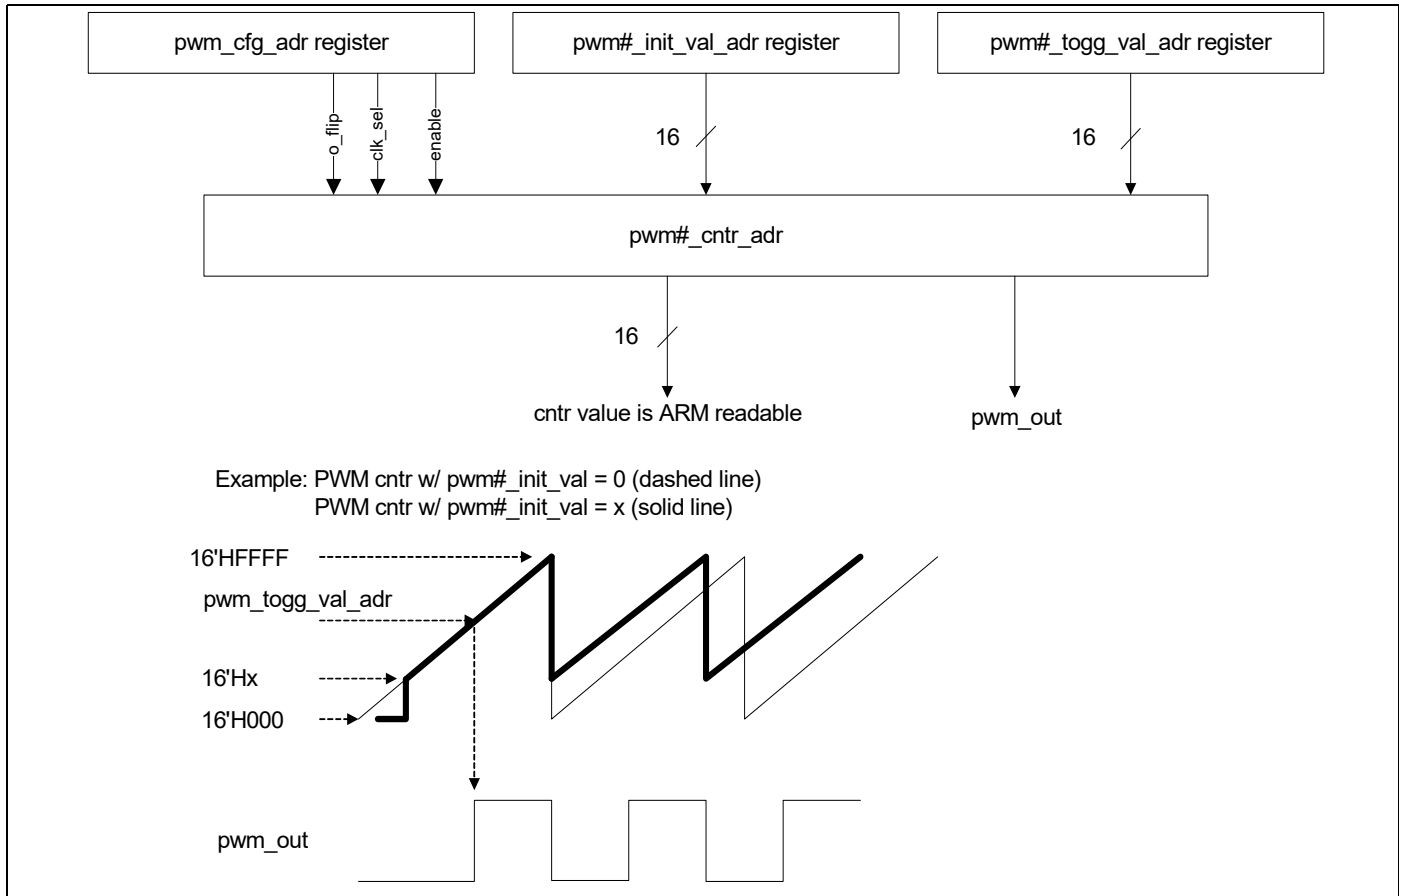 pwm_cfg_adr register
pwm#_init_val_adr register
pwm#_togg_val_adr register
o_flip
clk_sel
enable
16
16
pwm#_cntr_adr
16
cntr value is ARM readable
pwm_out
Example: PWM cntr w/ pwm#_init_val = 0 (dashed line)
PWM cntr w/ pwm#_init_val = x (solid line)
16'HFFFF
pwm_togg_val_adr
16'Hx
16'H000
pwm_out